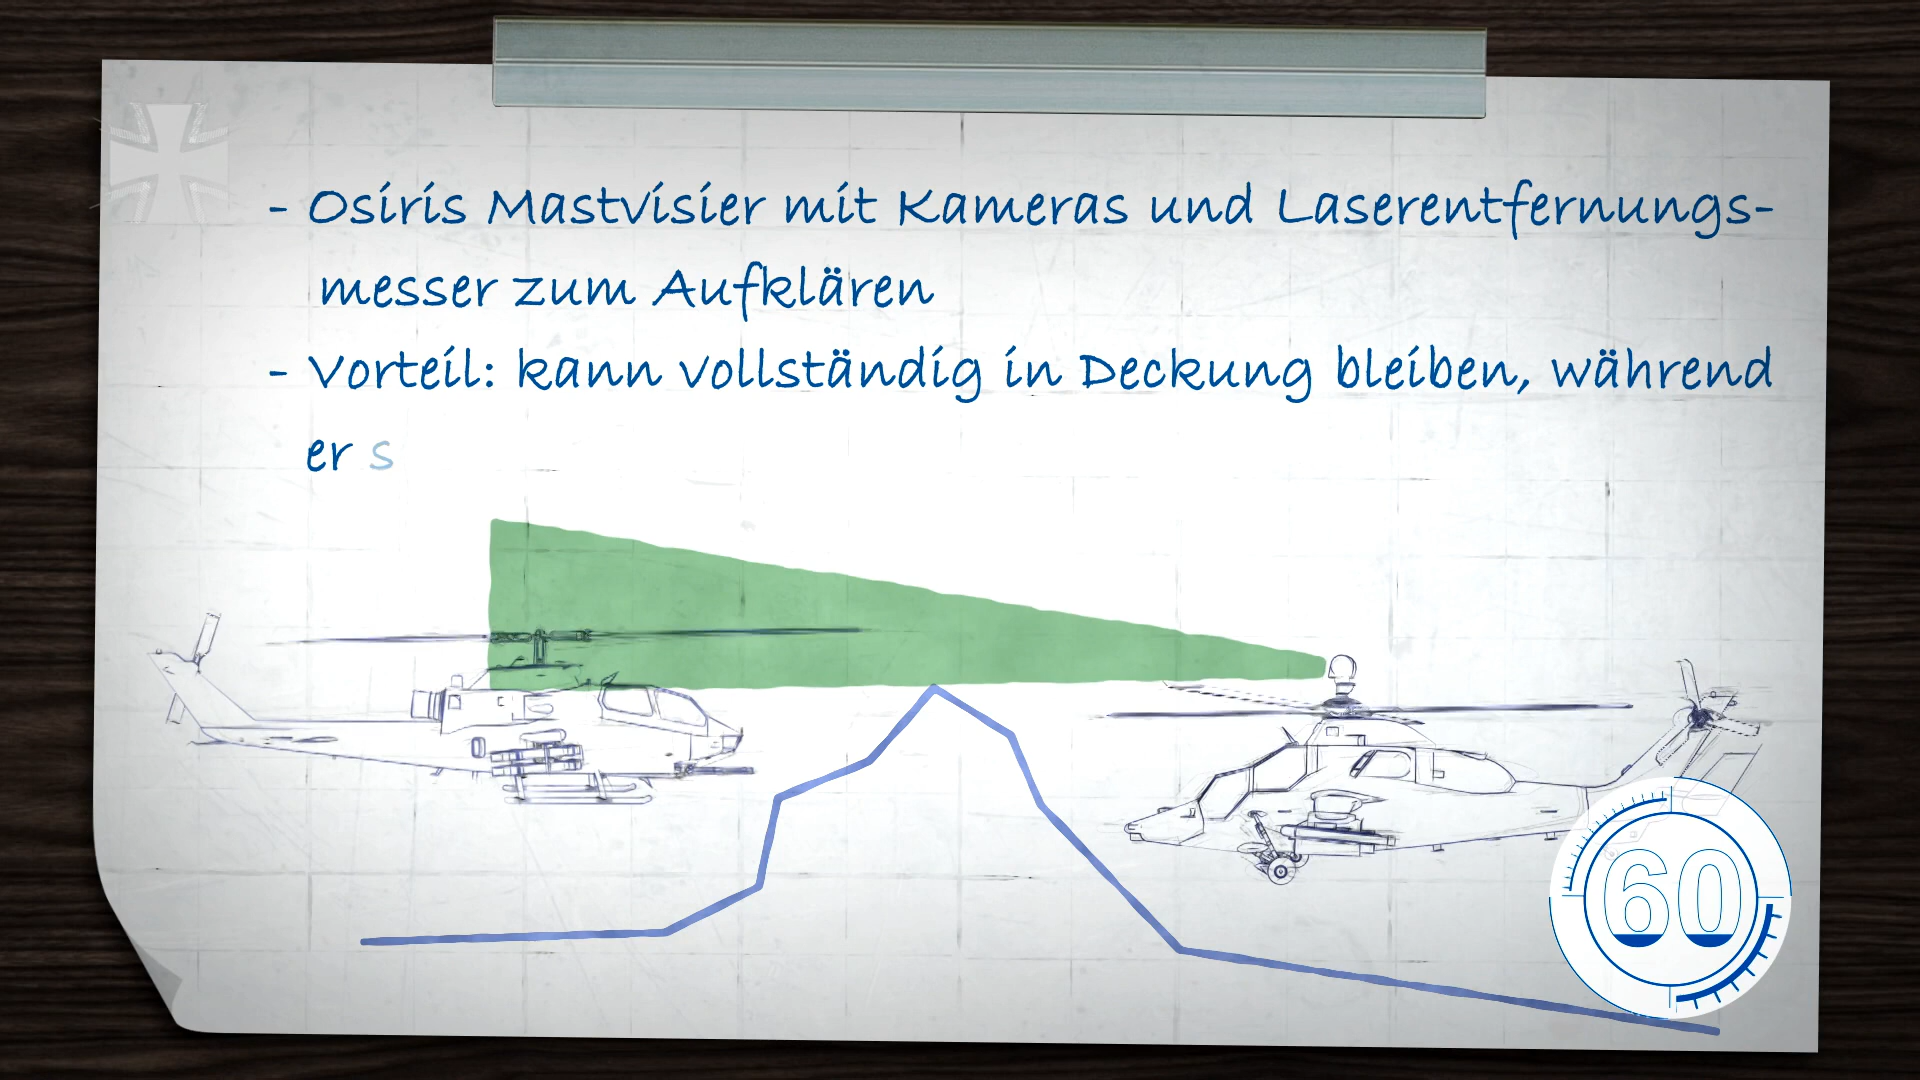 - Osiris Mastvisier mit Kameras und Laserentfernungs-
messer zum Aufklären
- Vorteil: kann vollständig in Deckung bleiben, während
er s
60